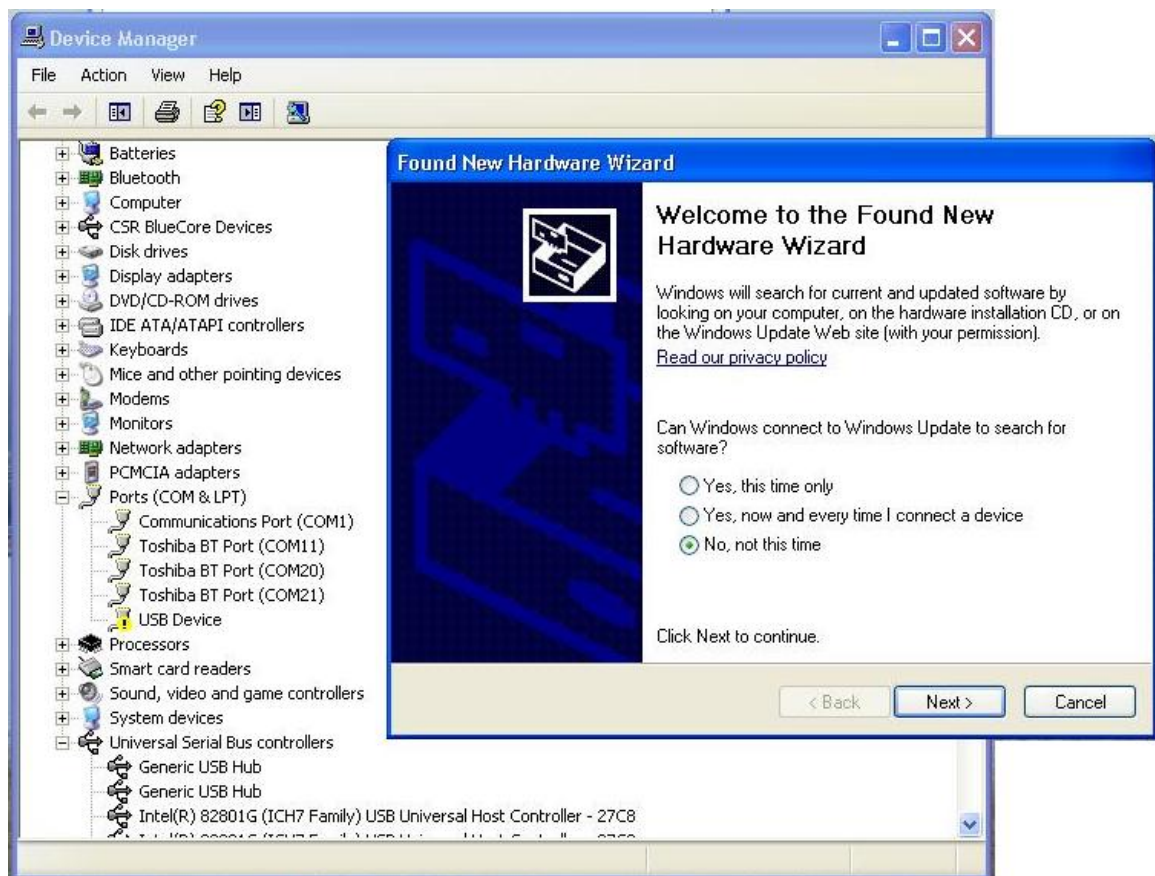 Device Manager
File Action View Help
Batteries
Bluetooth
Computer
CSR BlueCore Devices
Disk drives
Display adapters
DVD/CD-ROM drives
IDE ATA/ATAPI controllers
Keyboards
Mice and other pointing devices
Modems
Monitors
Network adapters
PCMCIA adapters
Ports (COM & LPT)
Communications Port (COM1)
Toshiba BT Port (COM11)
Toshiba BT Port (COM20)
Toshiba BT Port (COM21)
USB Device
Processors
Smart card readers
Sound, video and game controllers
System devices
Universal Serial Bus controllers
Generic USB Hub
Generic USB Hub
Intel(R) 82801G (ICH7 Family) USB Universal Host Controller - 27C8
Found New Hardware Wizard
Welcome to the Found New
Hardware Wizard
Windows will search for current and updated software by
looking on your computer, on the hardware installation CD, or on
the Windows Update Web site (with your permission).
Read our privacy policy
Can Windows connect to Windows Update to search for
software?
Yes, this time only
Yes, now and every time I connect a device
No, not this time
Click Next to continue.
< Back Next > Cancel